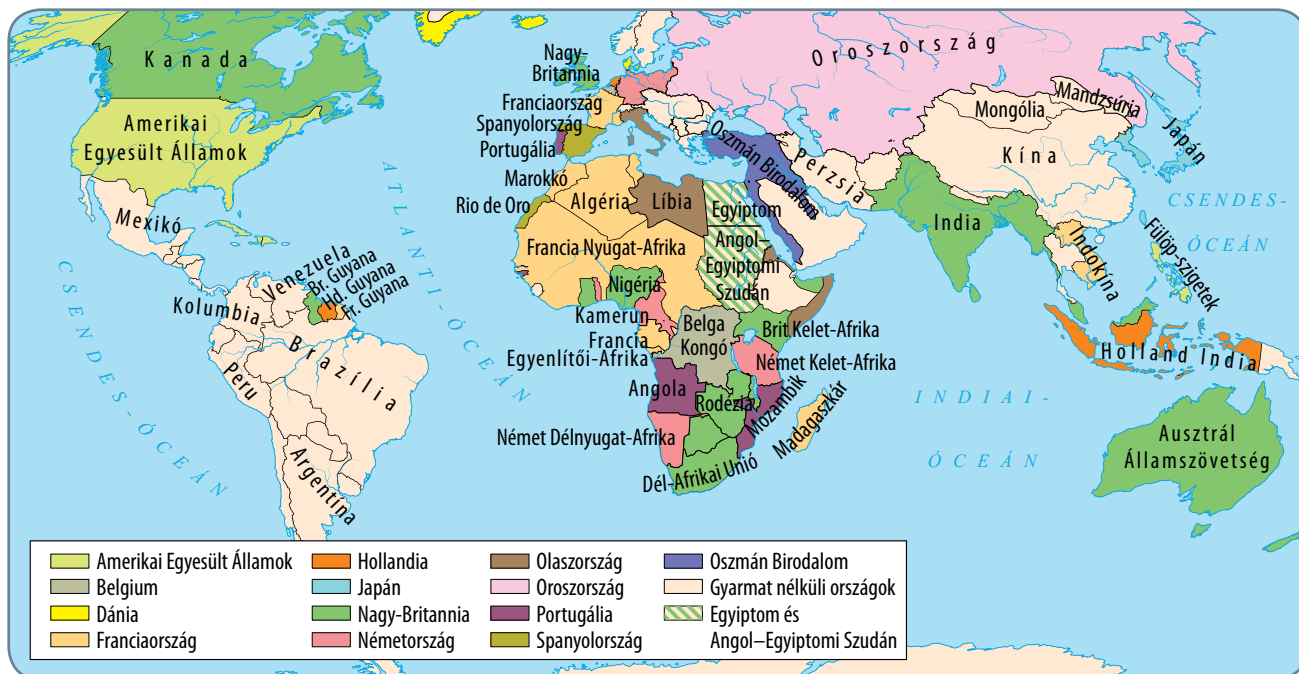 Kanada
Amerikai
Egyesült Államok
Mexikó
Venezuela
Br. Guyana
Hd. Guyana
Fr. Guyana
Kolumbia
Brazília
Peru
Argentína
CSENDES-ÓCEÁN
ATLANTI-ÓCEÁN
Nagy-
Britannia
Franciaország
Spanyolország
Portugália
Marokkó
Rio de Oro
Algéria
Líbia
Egyiptom
Angol–
Egyiptomi
Szudán
Francia Nyugat-Afrika
Nigéria
Kamerun
Francia
Egyenlítői-Afrika
Belga
Kongó
Brit Kelet-Afrika
Német Kelet-Afrika
Angola
Rodézia
Mozambik
Madagaszkár
Német Délnyugat-Afrika
Dél-Afrikai Unió
Oroszország
Oszmán Birodalom
Perzsia
Mongólia
Mandzsúria
Kína
Japán
India
Indokína
Fülöp-szigetek
Holland India
CSENDES-
ÓCEÁN
INDIAI-
ÓCEÁN
Ausztrál
Államszövetség
Amerikai Egyesült Államok
Belgium
Dánia
Franciaország
Hollandia
Japán
Nagy-Britannia
Németország
Olaszország
Oroszország
Portugália
Spanyolország
Oszmán Birodalom
Gyarmat nélküli országok
Egyiptom és
Angol–Egyiptomi Szudán